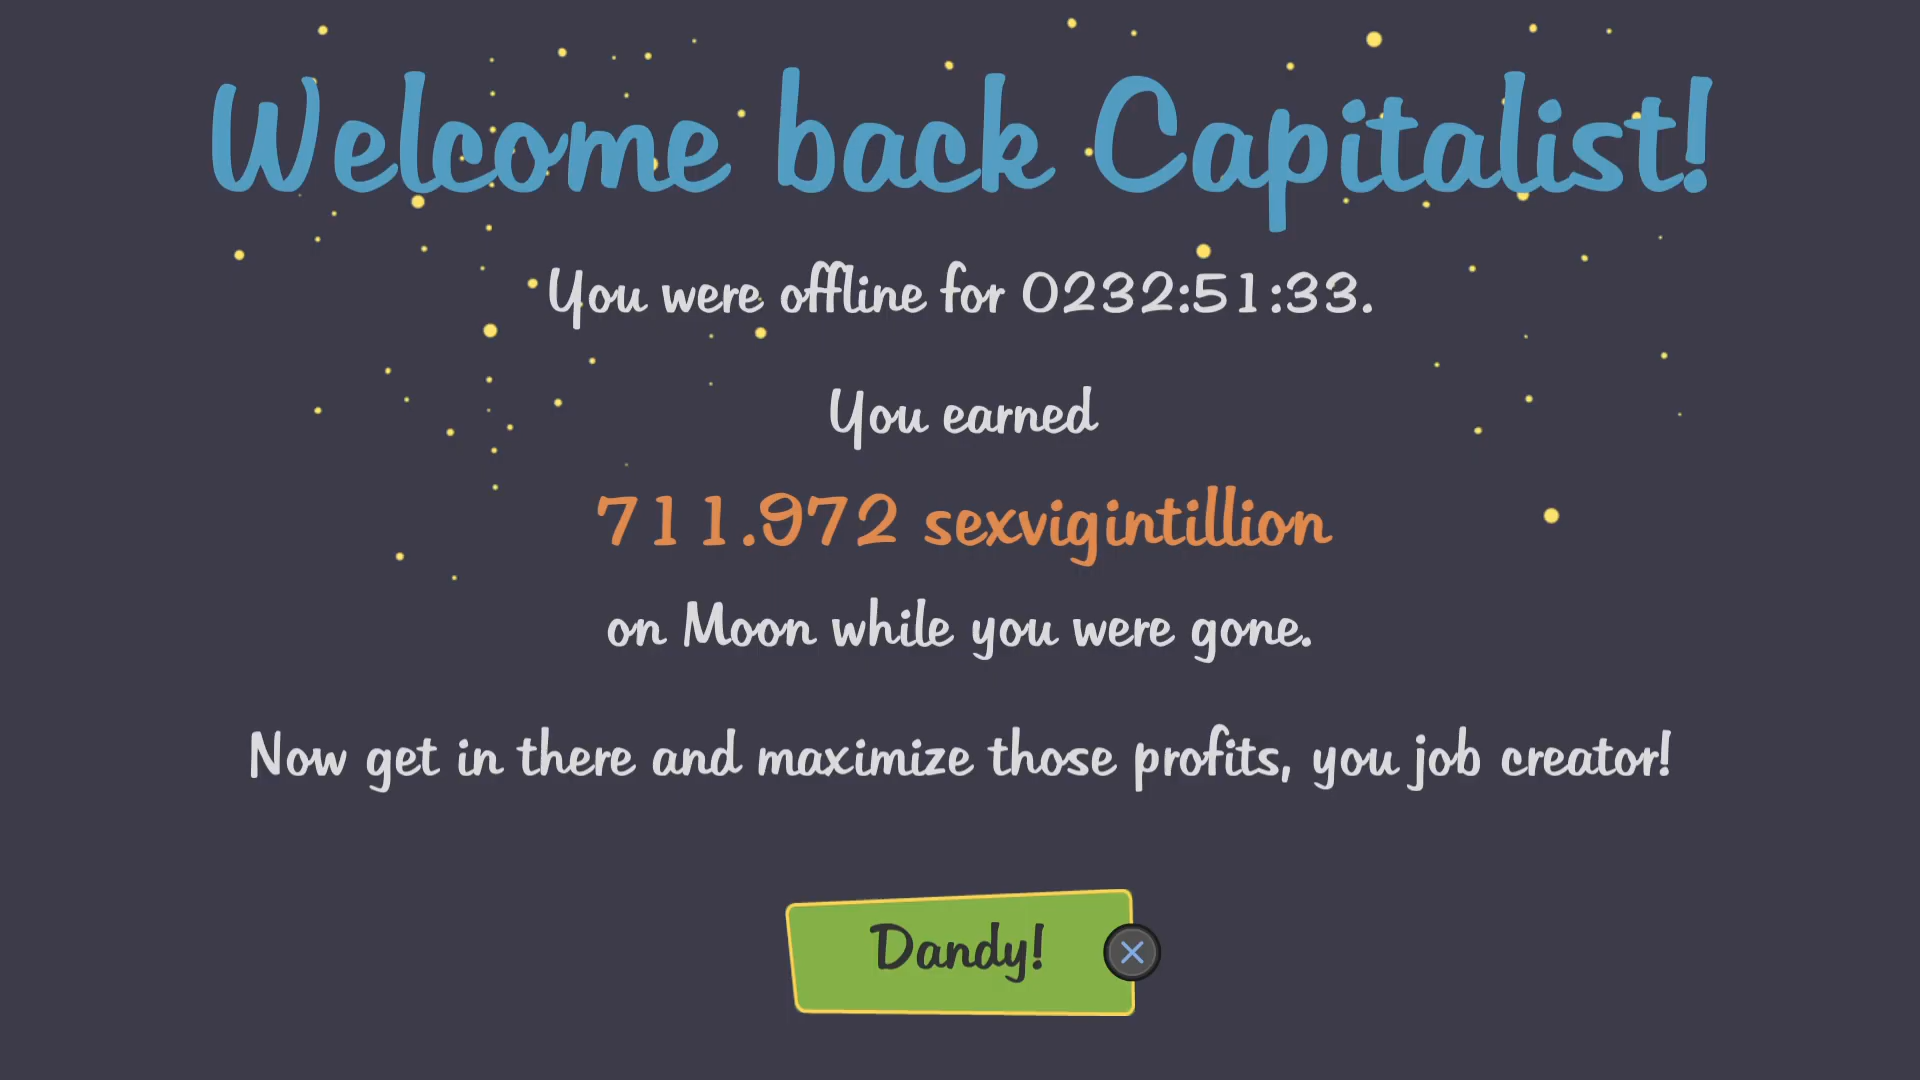 Welcome back Capitalist!
You were offline for 0232:51:33.
You earned
711.972 sexvigintillion
on Moon while you were gone.
Now get in there and maximize those profits, you job creator!
Dandy!